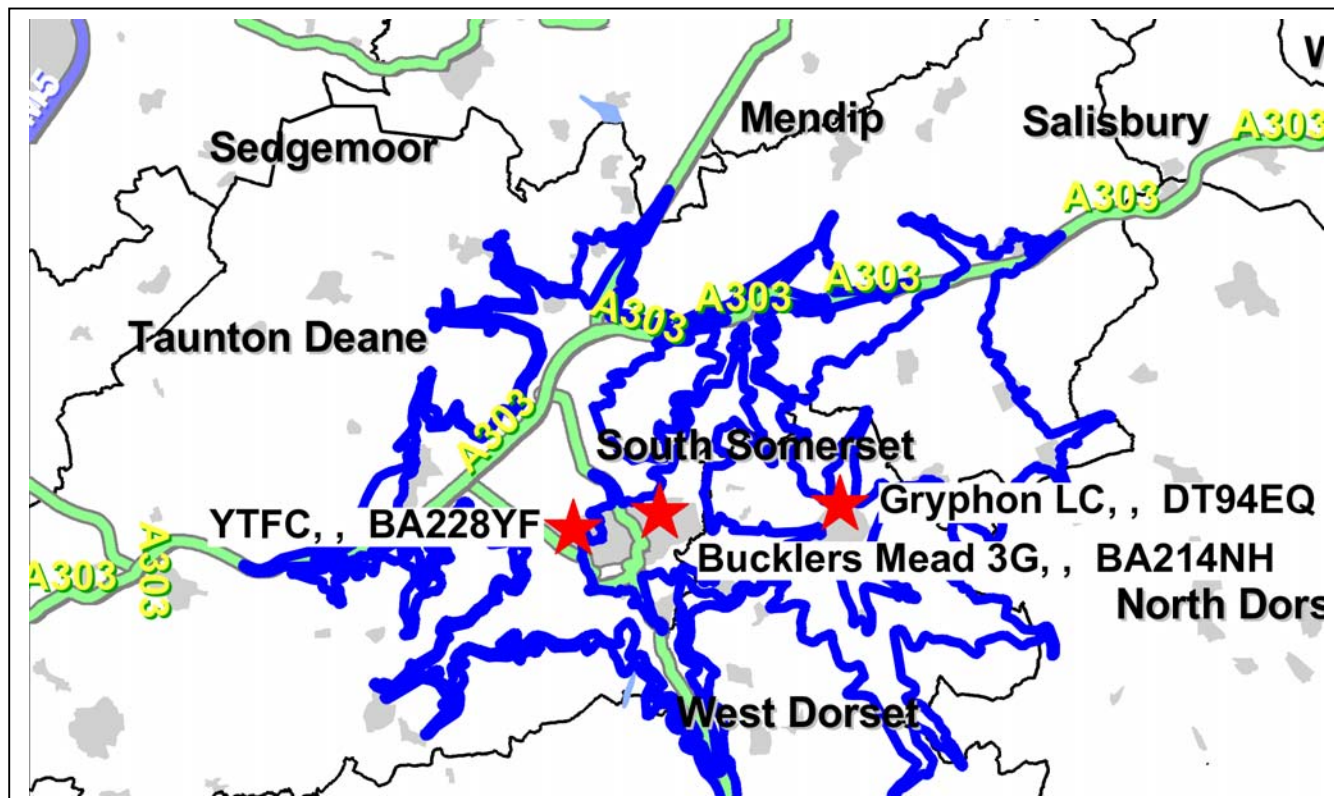 M5
W
Mendip
Salisbury
A303
Sedgemoor
A303
A303
A303
A303
Taunton Deane
A303
South Somerset
Gryphon LC, , DT94EQ
YTFC, , BA228YF
Bucklers Mead 3G, , BA214NH
A303
A303
North Dors
West Dorset